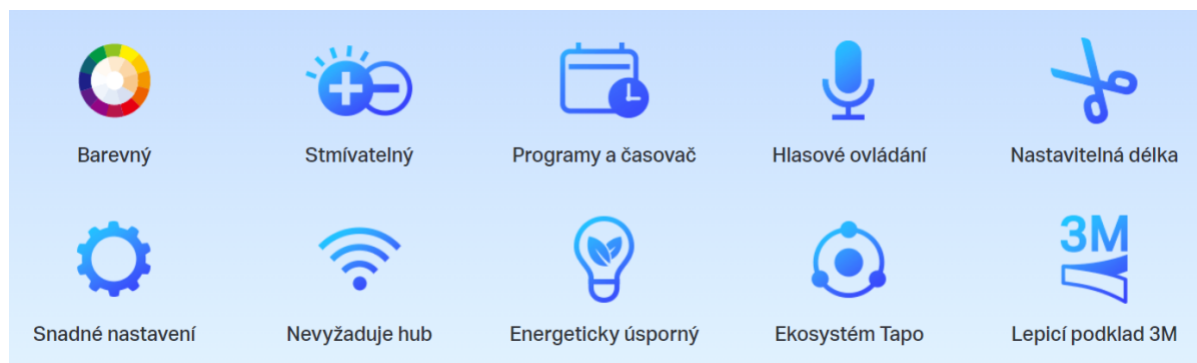 Barevný
Stmívatelný
Programy a časovač
Hlasové ovládání
Nastavitelná délka
3M
Snadné nastavení
Nevyžaduje hub
Energeticky úsporný
Ekosystém Tapo
Lepicí podklad 3M